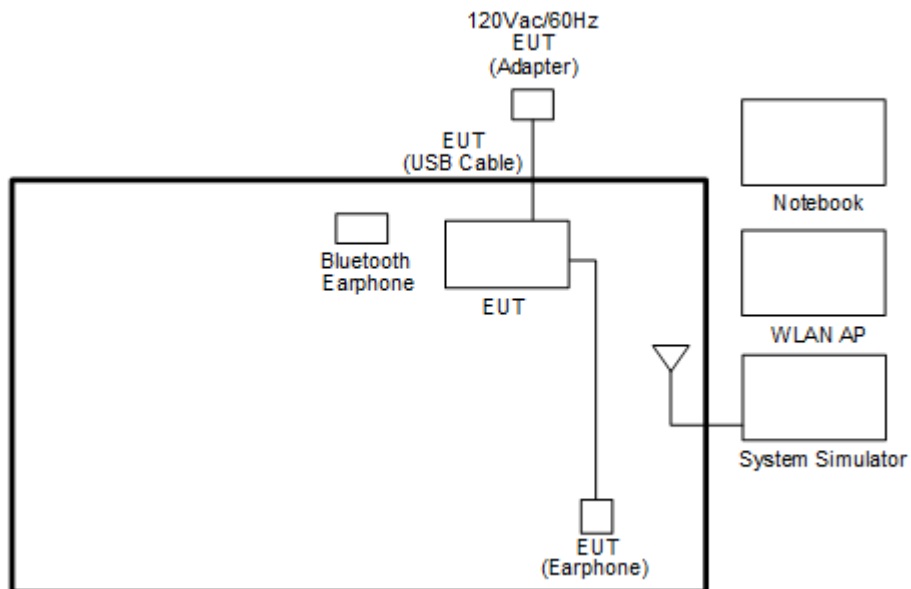 120Vac/60Hz
EUT
(Adapter)
EUT
(USB Cable)
Notebook
Bluetooth
Earphone
EUT
WLAN AP
System Simulator
EUT
(Earphone)